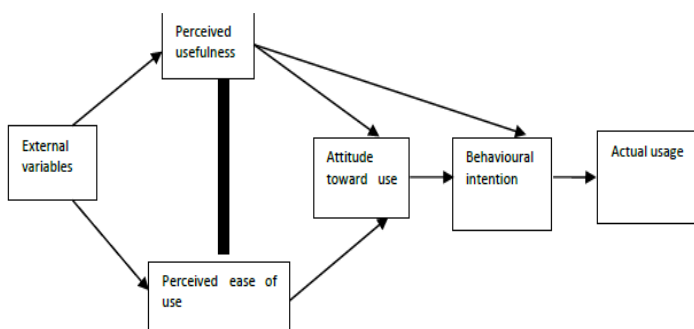 Perceived
usefulness
External
variables
Attitude
toward use
Behavioural
intention
Actual usage
Perceived ease of
use